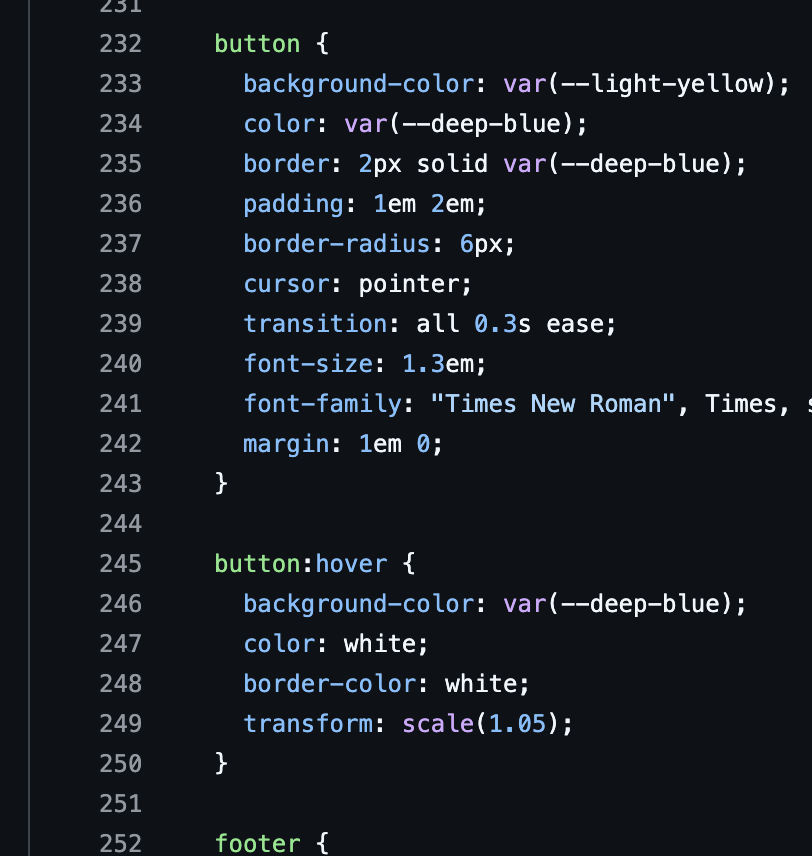 231
232 button {
233 background-color: var(--light-yellow);
234 color: var(--deep-blue);
235 border: 2px solid var(--deep-blue);
236 padding: 1em 2em;
237 border-radius: 6px;
238 cursor: pointer;
239 transition: all 0.3s ease;
240 font-size: 1.3em;
241 font-family: "Times New Roman", Times,
242 margin: 1em 0;
243 }
244
245 button:hover {
246 background-color: var(--deep-blue);
247 color: white;
248 border-color: white;
249 transform: scale(1.05);
250 }
251
252 footer {